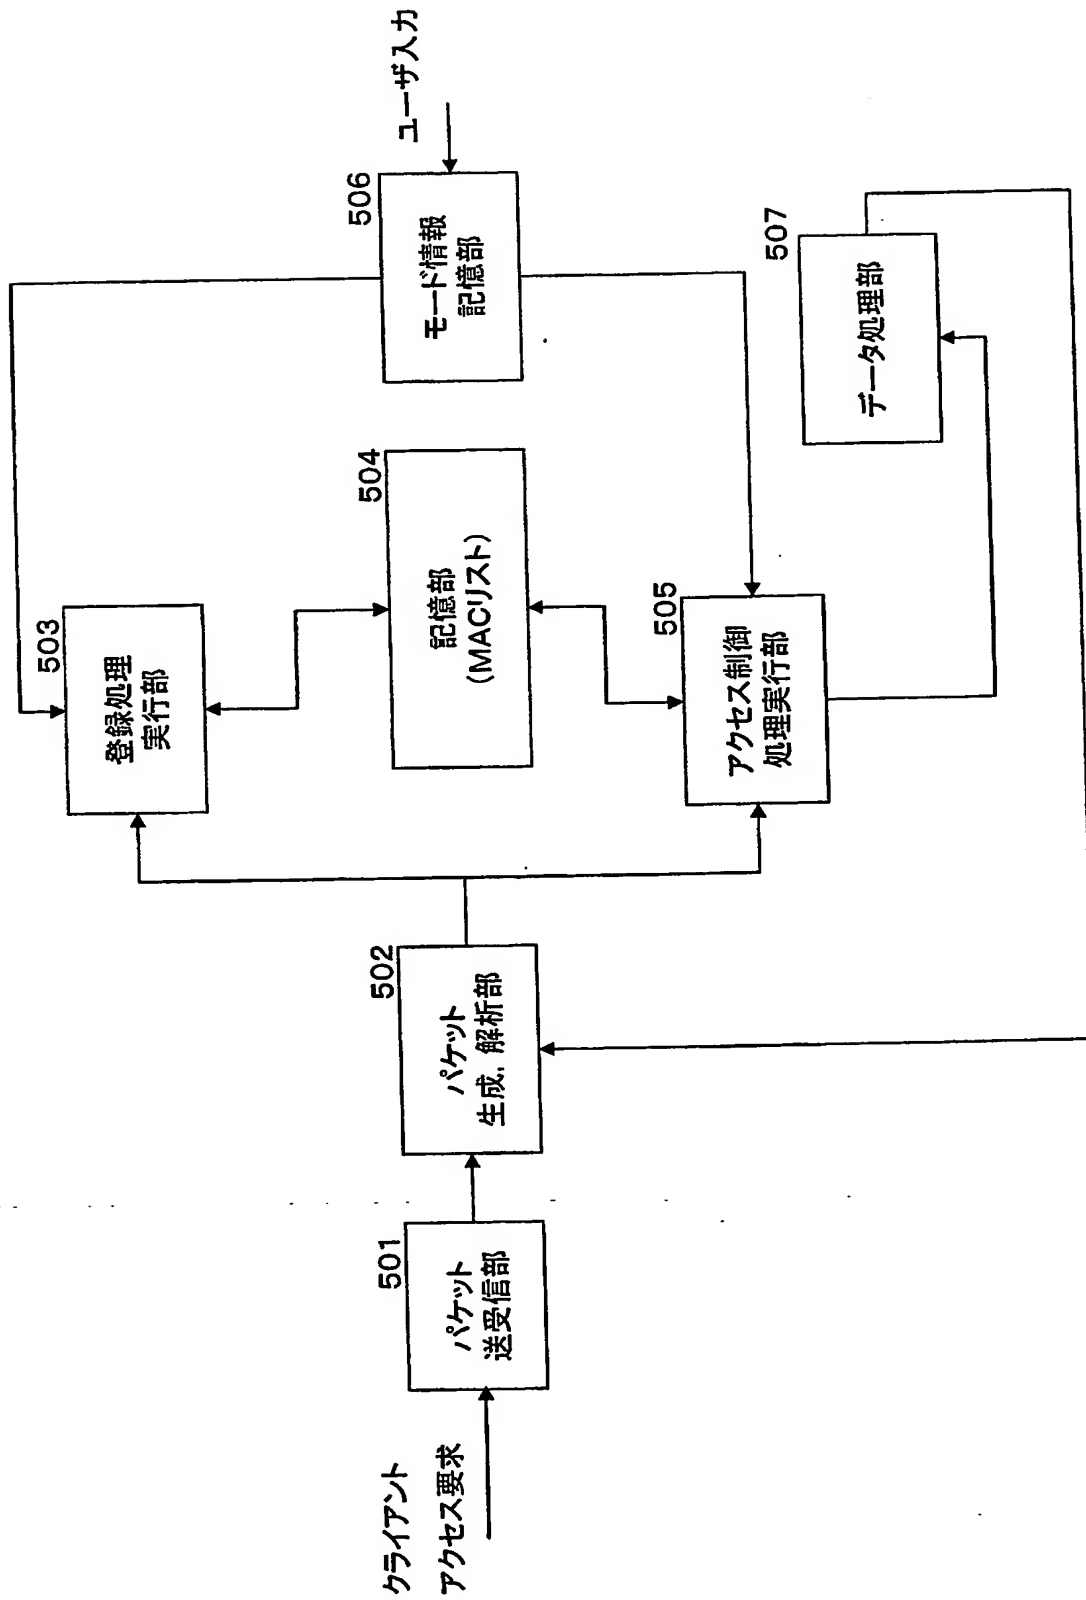 クライアント
アクセス要求
501
パケット
送受信部
502
パケット
生成, 解析部
503
登録処理
実行部
504
記憶部
(MACリスト)
505
アクセス制御
処理実行部
506
モード情報
記憶部
ユーザ入力
507
データ処理部